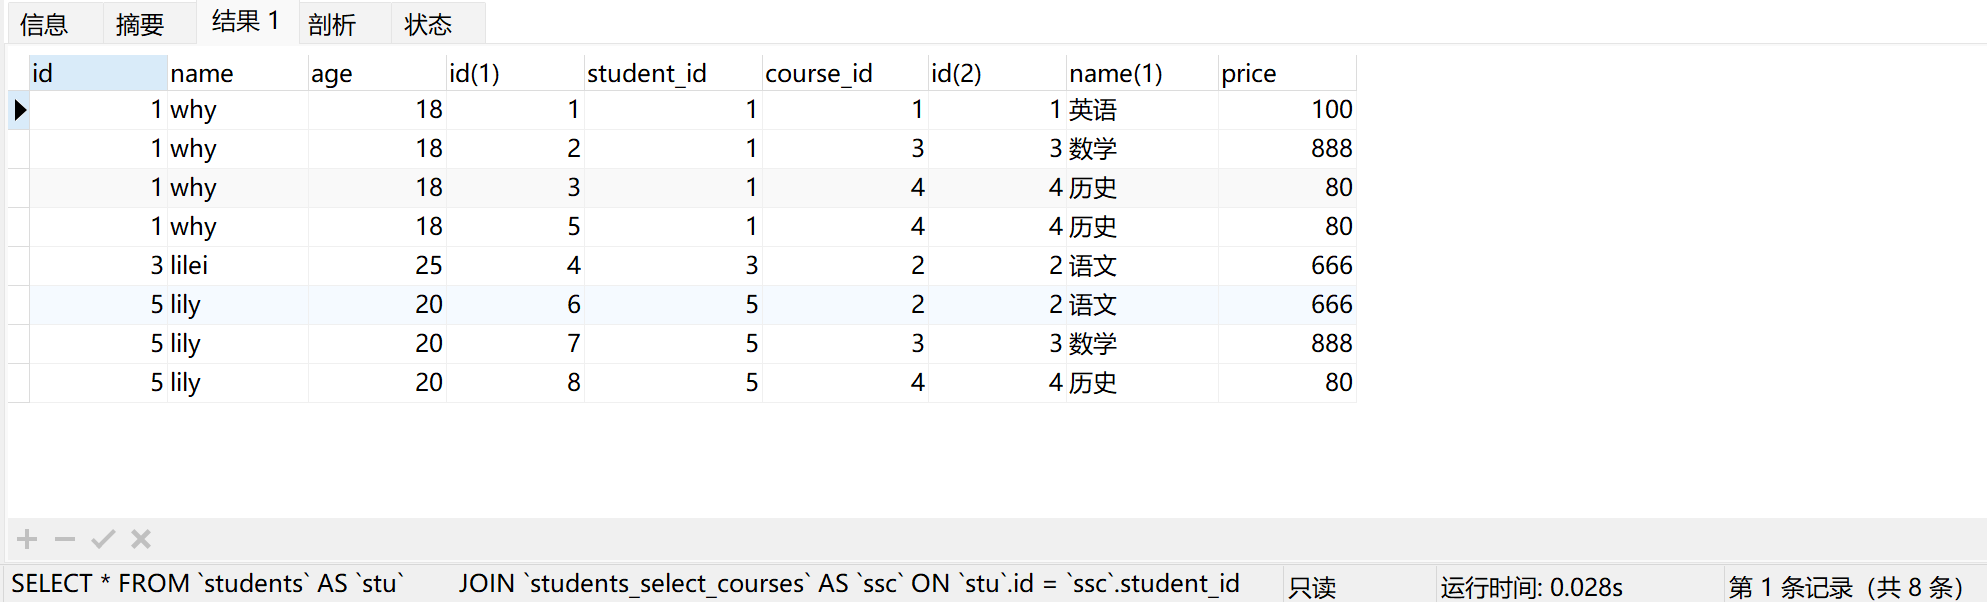 信息 摘要 结果 1 剖析 状态
id name age id(1) student_id course_id id(2) name(1) price
1 why 18 1 1 1 1 英语 100
1 why 18 2 1 3 3 数学 888
1 why 18 3 1 4 4 历史 80
1 why 18 5 1 4 4 历史 80
3 lilei 25 4 3 2 2 语文 666
5 lily 20 6 5 2 2 语文 666
5 lily 20 7 5 3 3 数学 888
5 lily 20 8 5 4 4 历史 80
SELECT * FROM `students` AS `stu` JOIN `students_select_courses` AS `ssc` ON `stu`.id = `ssc`.student_id 只读 运行时间: 0.028s 第 1 条记录（共 8 条）